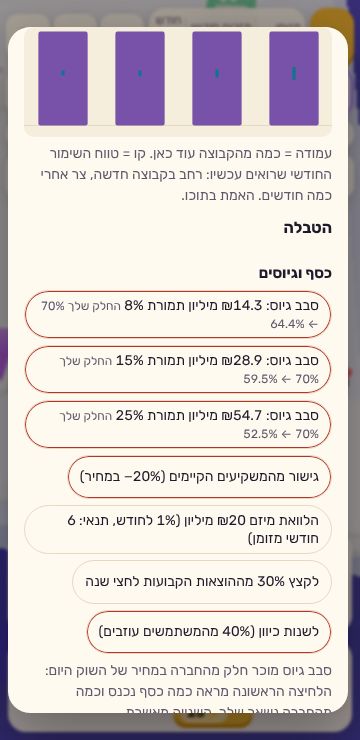 עמודה = כמה מהקבוצה עוד כאן. קו = טווח השימור
החודשי שרואים עכשיו: רחב בקבוצה חדשה, צר אחרי
כמה חודשים. האמת בתוכו.
הטבלה
כסף וגיוסים
סבב גיוס: ₪14.3 מיליון תמורת 8% החלק שלך 70%
← 64.4%
סבב גיוס: ₪28.9 מיליון תמורת 15% החלק שלך
70% ← 59.5%
סבב גיוס: ₪54.7 מיליון תמורת 25% החלק שלך
70% ← 52.5%
גישור מהמשקיעים הקיימים (−20% במחיר)
הלוואת מיזם ₪20 מיליון (1% לחודש, תנאי: 6
חודשי מזומן)
לקצץ 30% מההוצאות הקבועות לחצי שנה
לשנות כיוון (40% מהמשתמשים עוזבים)
סבב גיוס מוכר חלק מהחברה במחיר של השוק היום:
הלחיצה הראשונה מראה כמה כסף נכנס וכמה